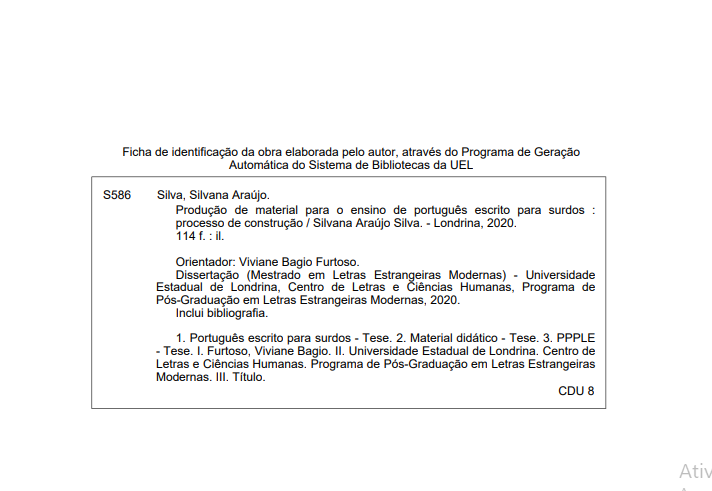 Ficha de identificação da obra elaborada pelo autor, através do Programa de Geração
Automática do Sistema de Bibliotecas da UEL
S586 Silva, Silvana Araújo.
Produção de material para o ensino de português escrito para surdos :
processo de construção / Silvana Araújo Silva. - Londrina, 2020.
114 f. : il.
Orientador: Viviane Bagio Furtoso.
Dissertação (Mestrado em Letras Estrangeiras Modernas) - Universidade
Estadual de Londrina, Centro de Letras e Ciências Humanas, Programa de
Pós-Graduação em Letras Estrangeiras Modernas, 2020.
Inclui bibliografia.
1. Português escrito para surdos - Tese. 2. Material didático - Tese. 3. PPPLE
- Tese. I. Furtoso, Viviane Bagio. II. Universidade Estadual de Londrina. Centro de
Letras e Ciências Humanas. Programa de Pós-Graduação em Letras Estrangeiras
Modernas. III. Título.
CDU 8
Ativ